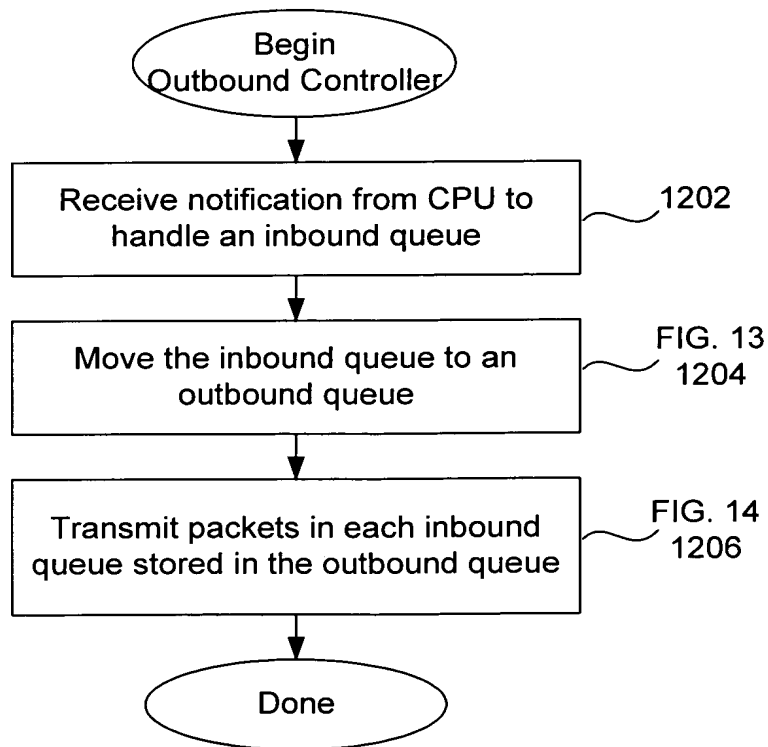 Begin
Outbound Controller
Receive notification from CPU to
handle an inbound queue
1202
Move the inbound queue to an
outbound queue
FIG. 13
1204
Transmit packets in each inbound
queue stored in the outbound queue
FIG. 14
1206
Done